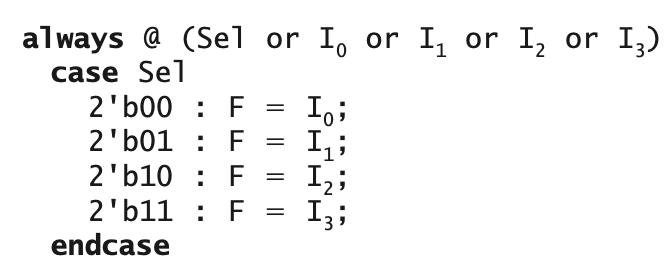 always @ (Sel or I₀ or I₁ or I₂ or I₃)
case Sel
2'b00 : F = I₀;
2'b01 : F = I₁;
2'b10 : F = I₂;
2'b11 : F = I₃;
endcase